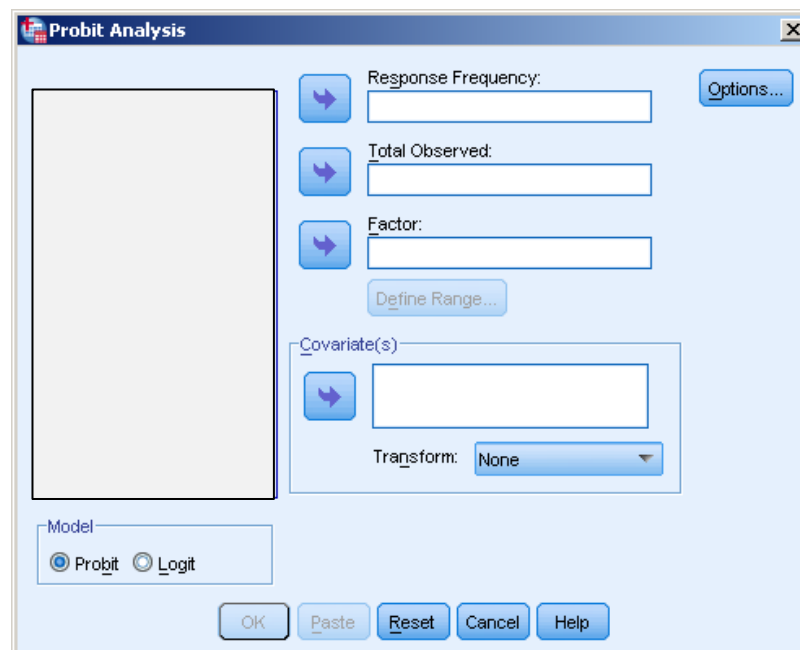 Probit Analysis
Response Frequency:
Options...
Total Observed:
Factor:
Define Range...
Covariate(s)
Transform: None
Model
Probit Logit
OK Paste Reset Cancel Help